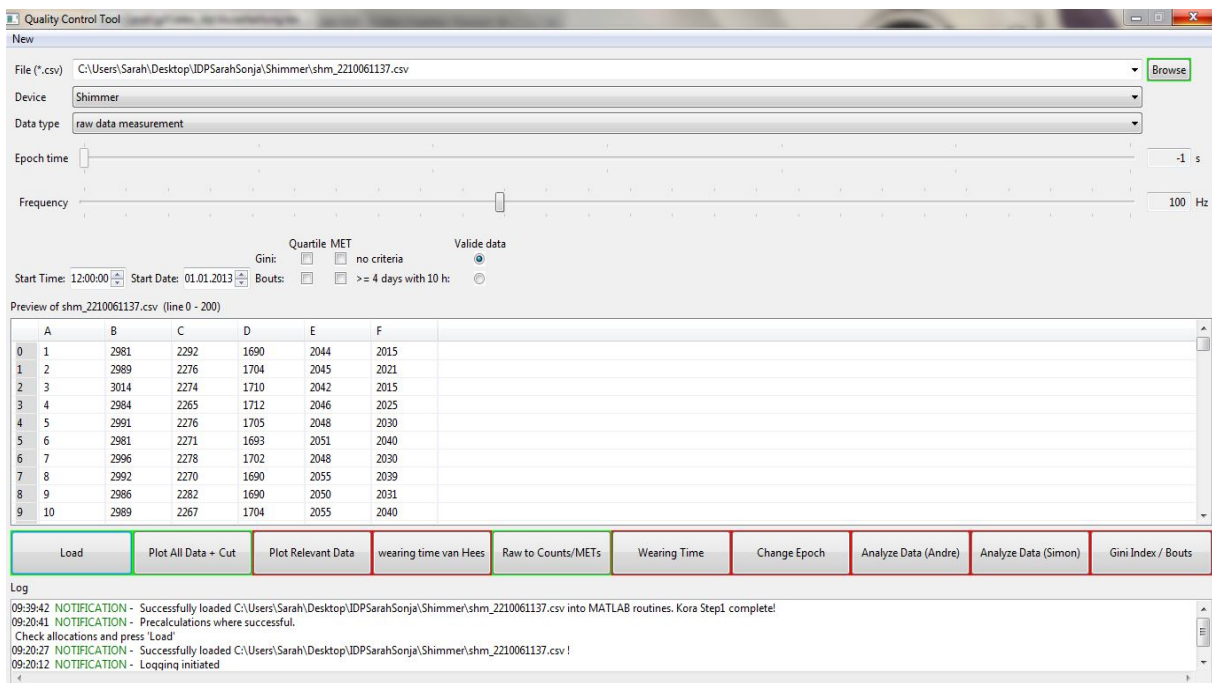 Quality Control Tool
New
File (*.csv) C:\Users\Sarah\Desktop\IDPSarahSonja\Shimmer\shm_2210061137.csv Browse
Device Shimmer
Data type raw data measurement
Epoch time -1 s
Frequency 100 Hz
Quartile MET Valide data
Gini: no criteria
Start Time: 12:00:00 Start Date: 01.01.2013 Bouts: >= 4 days with 10 h:
Preview of shm_2210061137.csv (line 0 - 200)
A B C D E F
0 1 2981 2292 1690 2044 2015
1 2 2989 2276 1704 2045 2021
2 3 3014 2274 1710 2042 2015
3 4 2984 2265 1712 2046 2025
4 5 2991 2276 1705 2048 2030
5 6 2981 2271 1693 2051 2040
6 7 2996 2278 1702 2048 2030
7 8 2992 2270 1690 2055 2039
8 9 2986 2282 1690 2050 2031
9 10 2989 2267 1704 2055 2040
Load Plot All Data + Cut Plot Relevant Data wearing time van Hees Raw to Counts/METs Wearing Time Change Epoch Analyze Data (Andre) Analyze Data (Simon) Gini Index / Bouts
Log
09:39:42 NOTIFICATION - Successfully loaded C:\Users\Sarah\Desktop\IDPSarahSonja\Shimmer\shm_2210061137.csv into MATLAB routines. Kora Step1 complete!
09:20:41 NOTIFICATION - Precalculations where successful.
Check allocations and press 'Load'
09:20:27 NOTIFICATION - Successfully loaded C:\Users\Sarah\Desktop\IDPSarahSonja\Shimmer\shm_2210061137.csv !
09:20:12 NOTIFICATION - Logging initiated